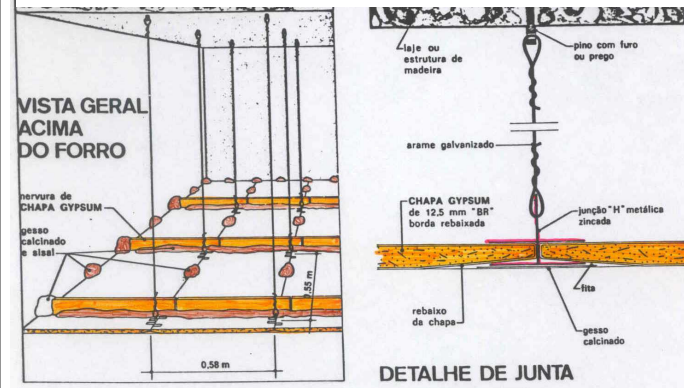 VISTA GERAL
ACIMA
DO FORRO
nervura de
CHAPA GYPSUM
gesso
calcinado
e sisal
0,58 m
,55 m
laje ou
estrutura de
madeira
pino com furo
ou prego
arame galvanizado
CHAPA GYPSUM
de 12,5 mm "BR"
borda rebaixada
junção "H" metálica
zincada
fita
rebaixo
da chapa
gesso
calcinado
DETALHE DE JUNTA